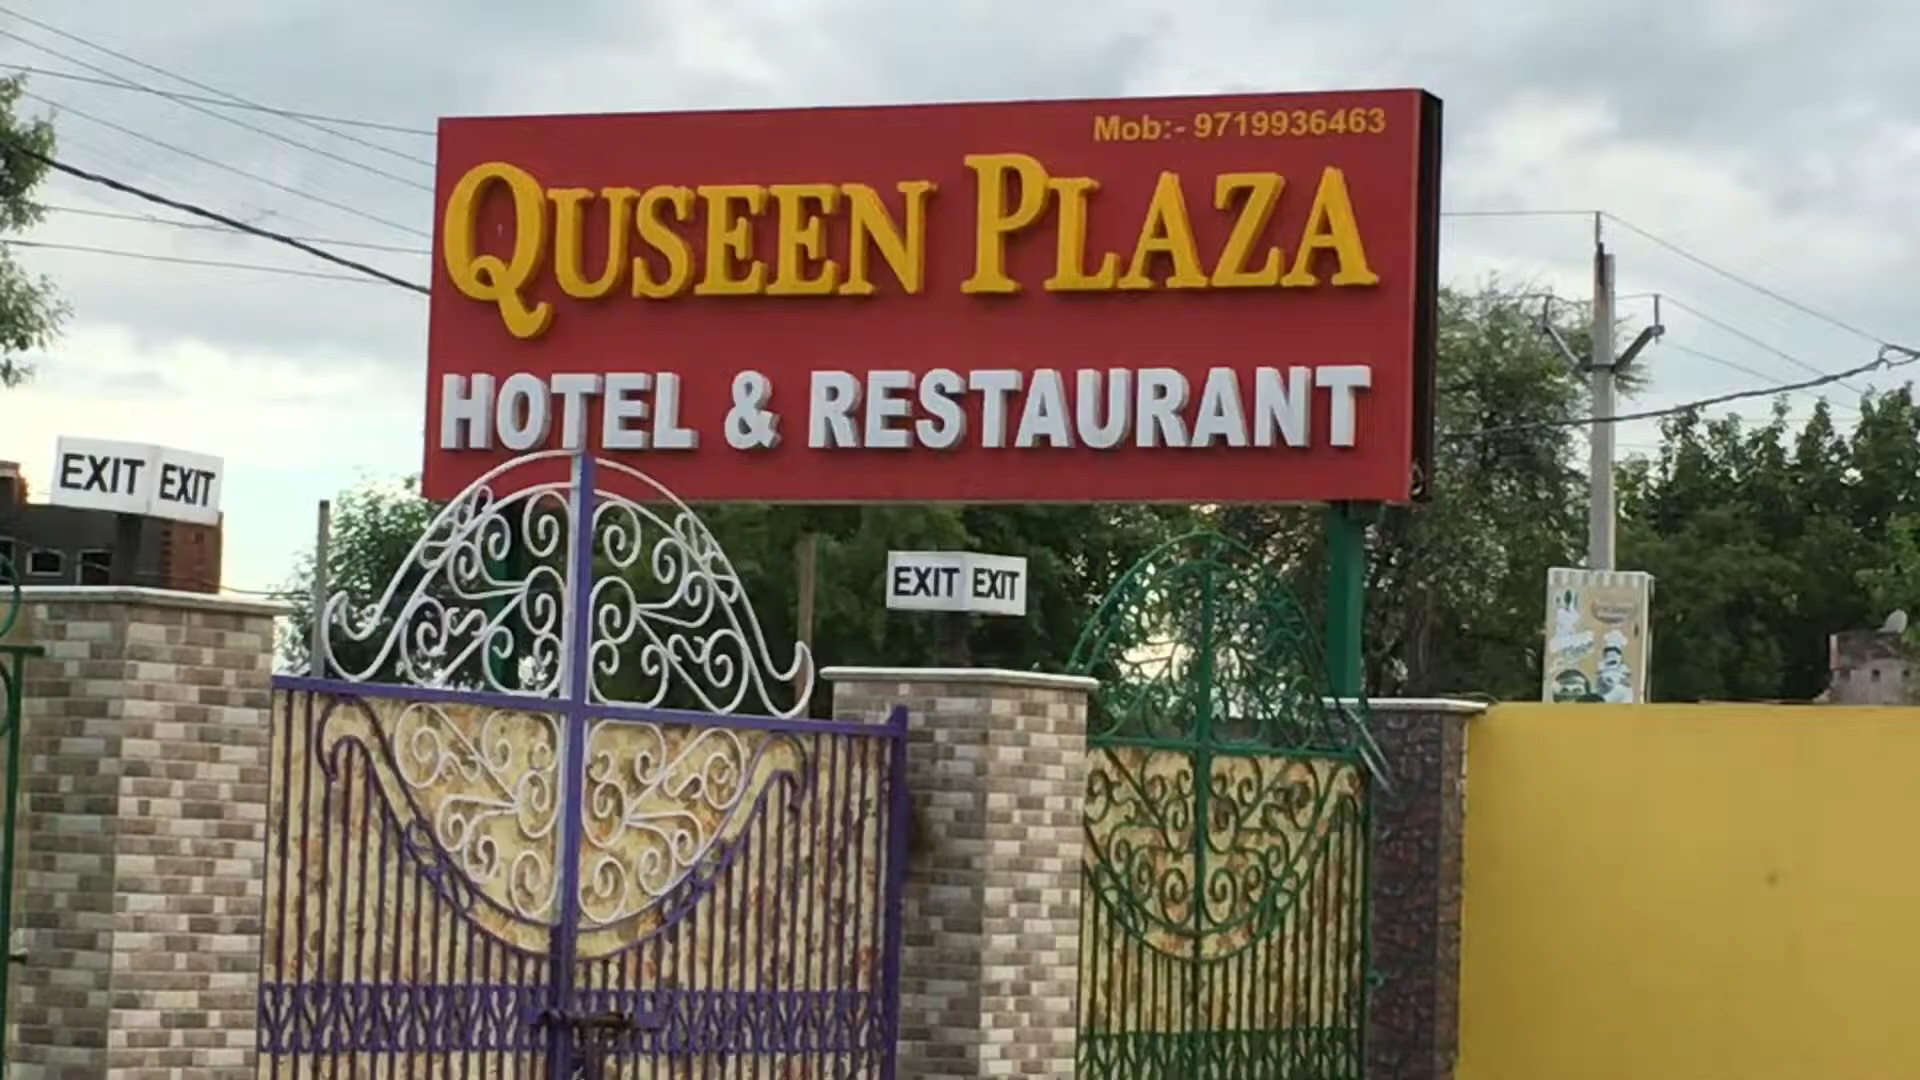 Mob:- 9719936463
QUSEEN PLAZA
HOTEL & RESTAURANT
EXIT EXIT
EXIT EXIT